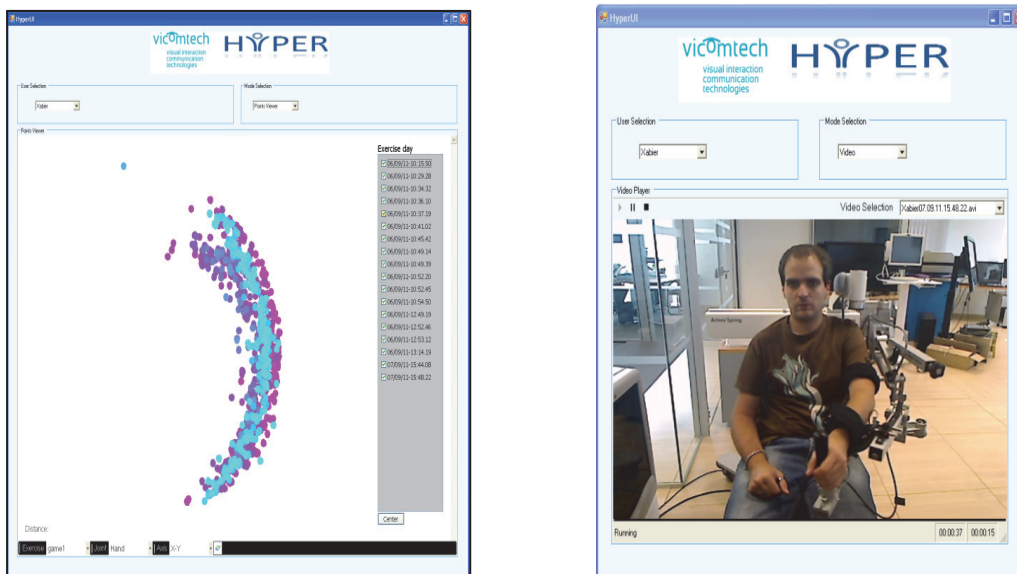 HyperUI
vicomtech
visual interaction
communication
technologies
HYPER
User Selection
Xabier
Mode Selection
Points Viewer
Points Viewer
Exercise day
06/09/11-10:15.50
06/09/11-10:29.28
06/09/11-10:34.32
06/09/11-10:36.10
06/09/11-10:37.19
06/09/11-10:41.02
06/09/11-10:45.42
06/09/11-10:49.14
06/09/11-10:49.39
06/09/11-10:52.20
06/09/11-10:52.45
06/09/11-10:54.50
06/09/11-12:49.19
06/09/11-12:52.46
06/09/11-12:53.12
06/09/11-13:14.19
07/09/11-15:44.08
07/09/11-15:48.22
Center
Distance:
Exercise game1 Joint Hand Axis X-Y
HyperUI
vicomtech
visual interaction
communication
technologies
HYPER
User Selection
Xabier
Mode Selection
Video
Video Player
Video Selection Xabier07.09.11.15.48.22.avi
Armeo Spring
Running 00:00:37 00:00:15